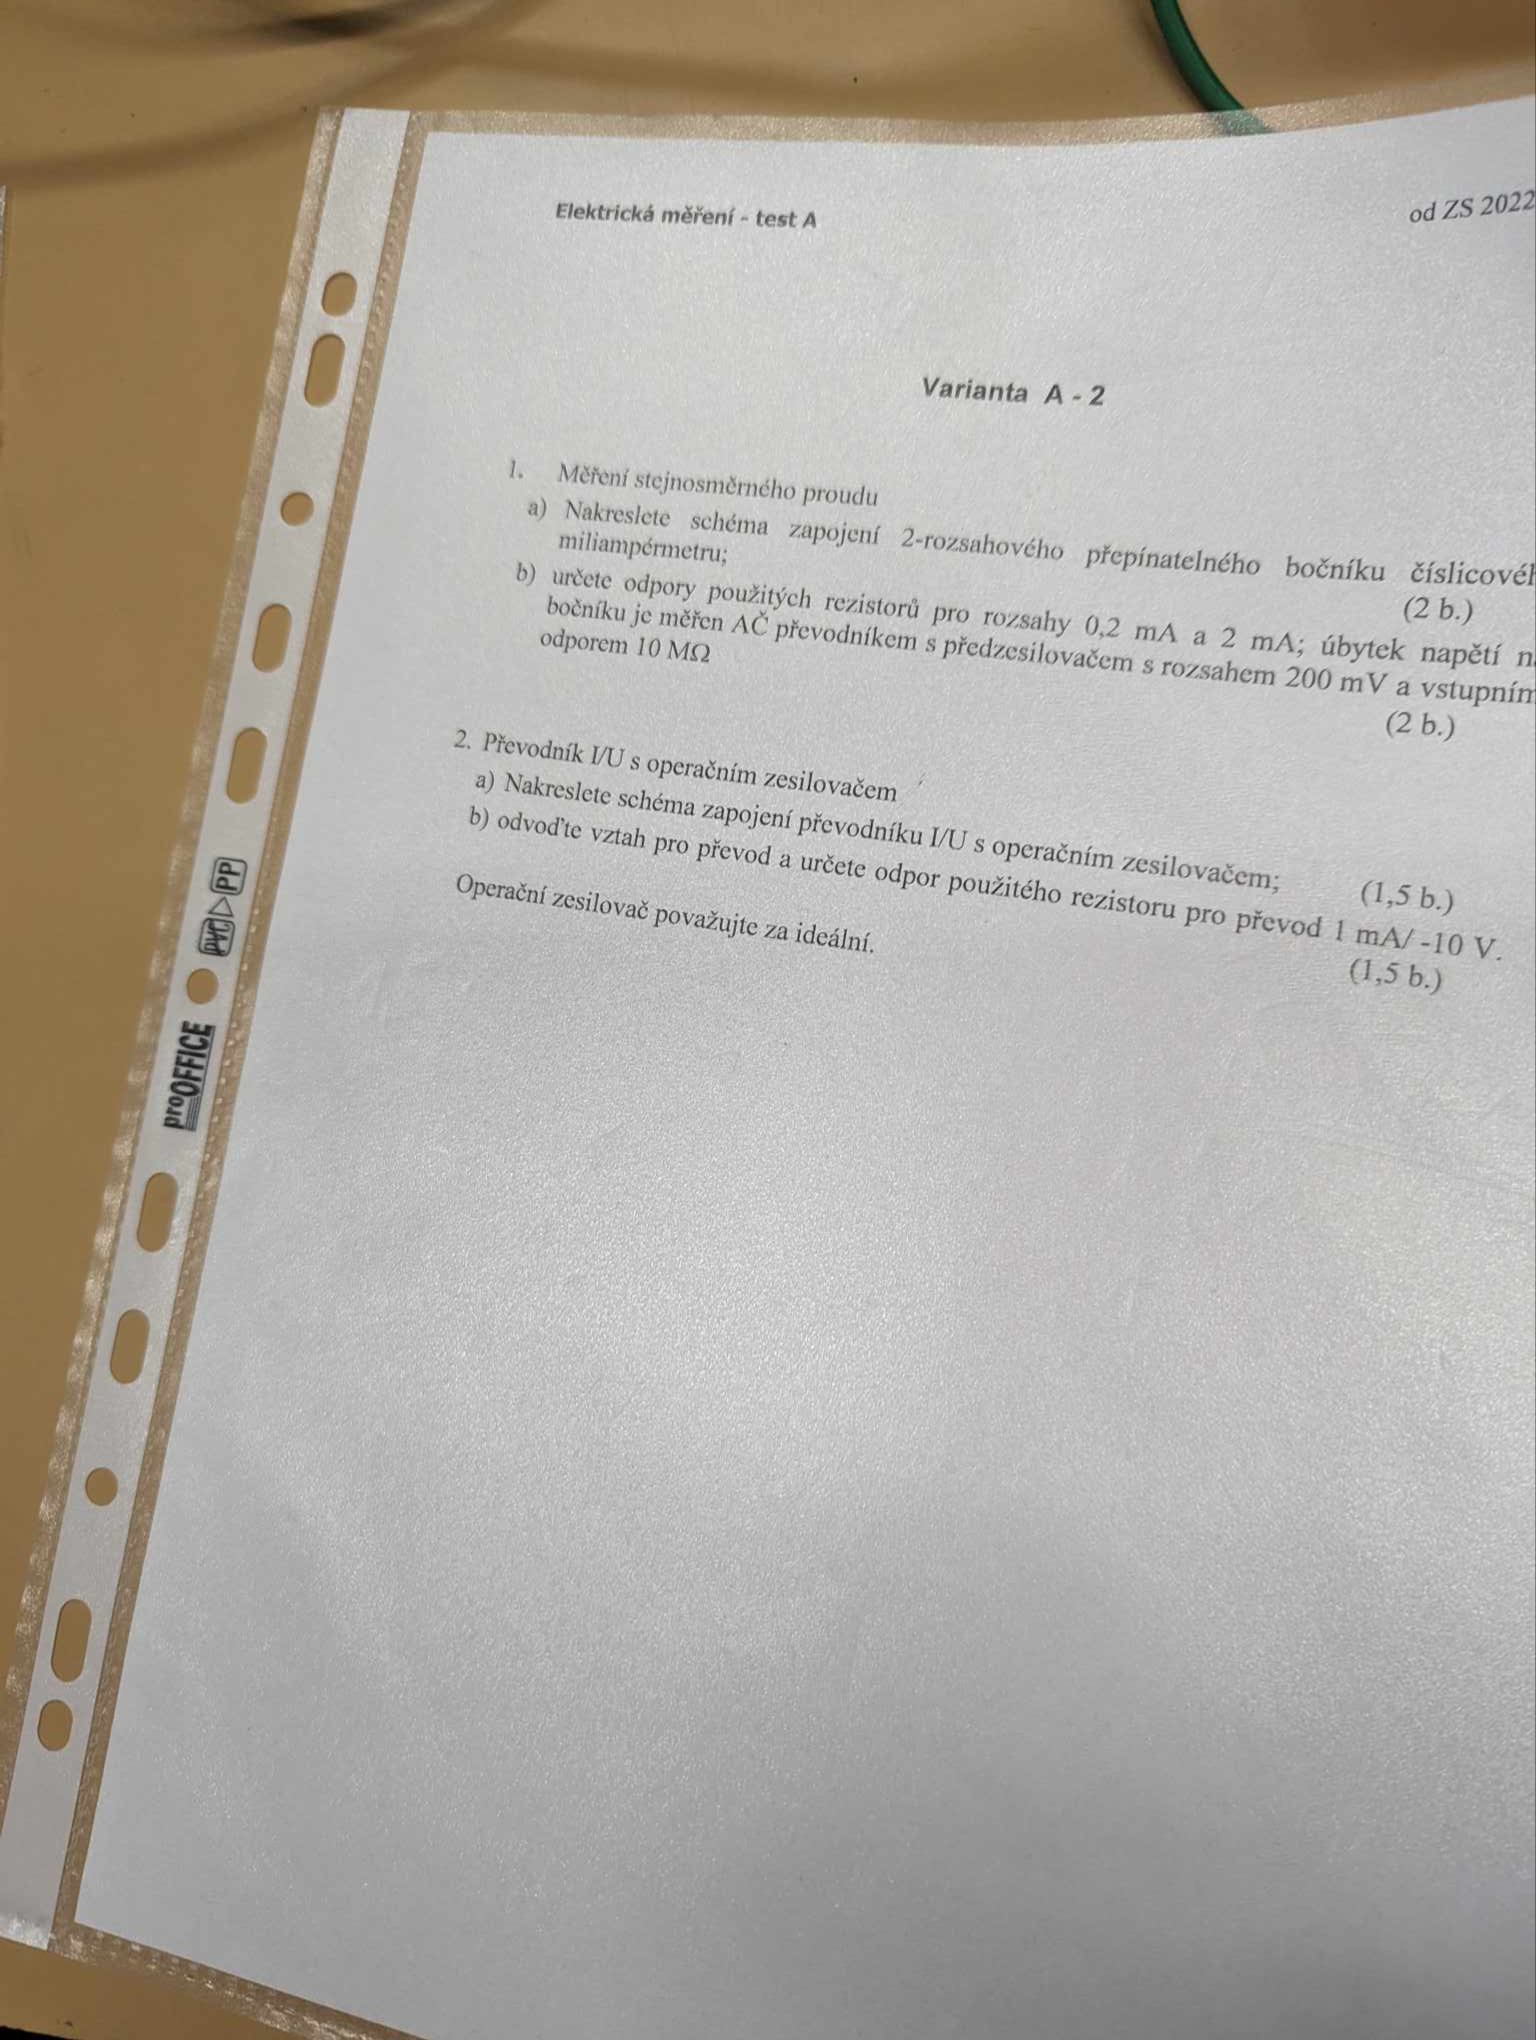 Elektrická měření - test A
od ZS 2022
Varianta A - 2
1. Měření stejnosměrného proudu
a) Nakreslete schéma zapojení 2-rozsahového přepínatelného bočníku
miliampérmetru;
(2 b.)
b) určete odpory použitých rezistorů pro rozsahy 0,2 mA a 2 mA; úbytek napětí
bočníku je měřen AČ převodníkem s předzesilovačem s rozsahem 200 mV a vstupním
odporem 10 MΩ
(2 b.)
2. Převodník I/U s operačním zesilovačem
a) Nakreslete schéma zapojení převodníku I/U s operačním zesilovačem; (1,5 b.)
b) odvoďte vztah pro převod a určete odpor použitého rezistoru pro převod 1 mA/ -10 V.
(1,5 b.)
Operační zesilovač považujte za ideální.
proOFFICE PVC PP